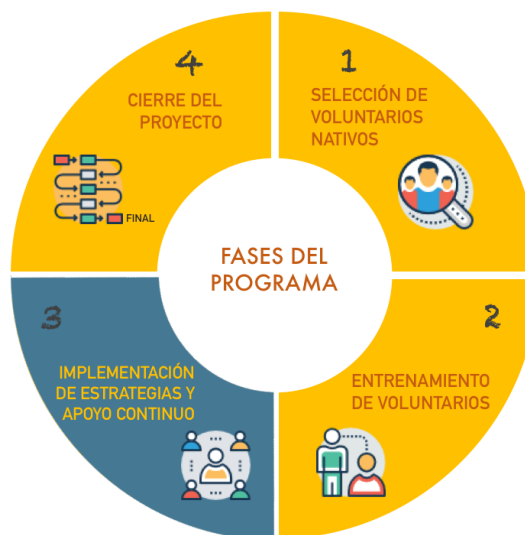 FASES DEL
PROGRAMA
1
SELECCIÓN DE
VOLUNTARIOS
NATIVOS
2
ENTRENAMIENTO
DE VOLUNTARIOS
3
IMPLEMENTACIÓN
DE ESTRATEGIAS Y
APOYO CONTINUO
4
CIERRE DEL
PROYECTO
FINAL